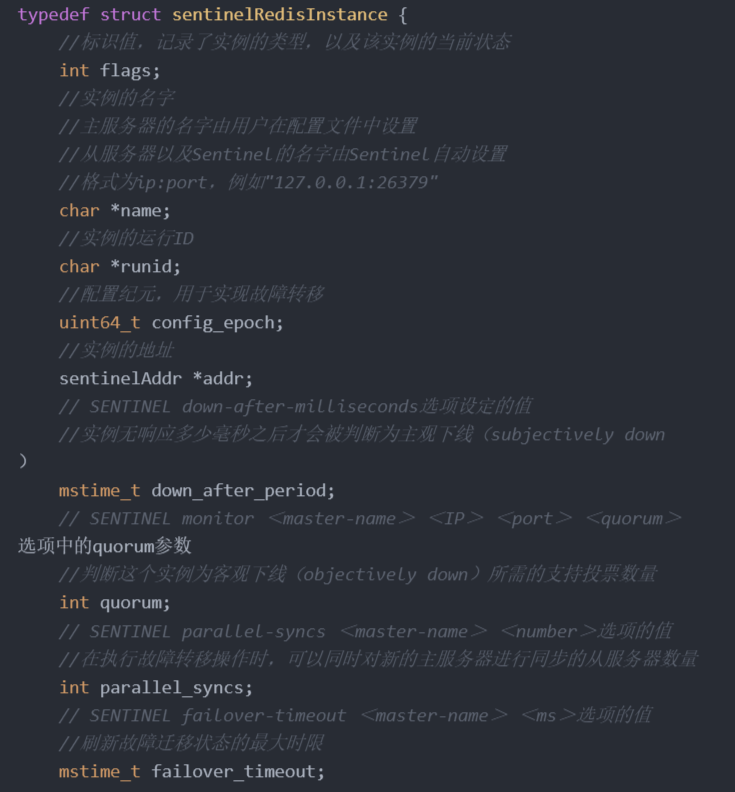 typedef struct sentinelRedisInstance {
    //标识值，记录了实例的类型，以及该实例的当前状态
    int flags;
    //实例的名字
    //主服务器的名字由用户在配置文件中设置
    //从服务器以及Sentinel的名字由Sentinel自动设置
    //格式为ip:port，例如"127.0.0.1:26379"
    char *name;
    //实例的运行ID
    char *runid;
    //配置纪元，用于实现故障转移
    uint64_t config_epoch;
    //实例的地址
    sentinelAddr *addr;
    // SENTINEL down-after-milliseconds选项设定的值
    //实例无响应多少毫秒之后才会被判断为主观下线（subjectively down
）
    mstime_t down_after_period;
    // SENTINEL monitor ＜master-name＞ ＜IP＞ ＜port＞ ＜quorum＞
选项中的quorum参数
    //判断这个实例为客观下线（objectively down）所需的支持投票数量
    int quorum;
    // SENTINEL parallel-syncs ＜master-name＞ ＜number＞选项的值
    //在执行故障转移操作时，可以同时对新的主服务器进行同步的从服务器数量
    int parallel_syncs;
    // SENTINEL failover-timeout ＜master-name＞ ＜ms＞选项的值
    //刷新故障迁移状态的最大时限
    mstime_t failover_timeout;